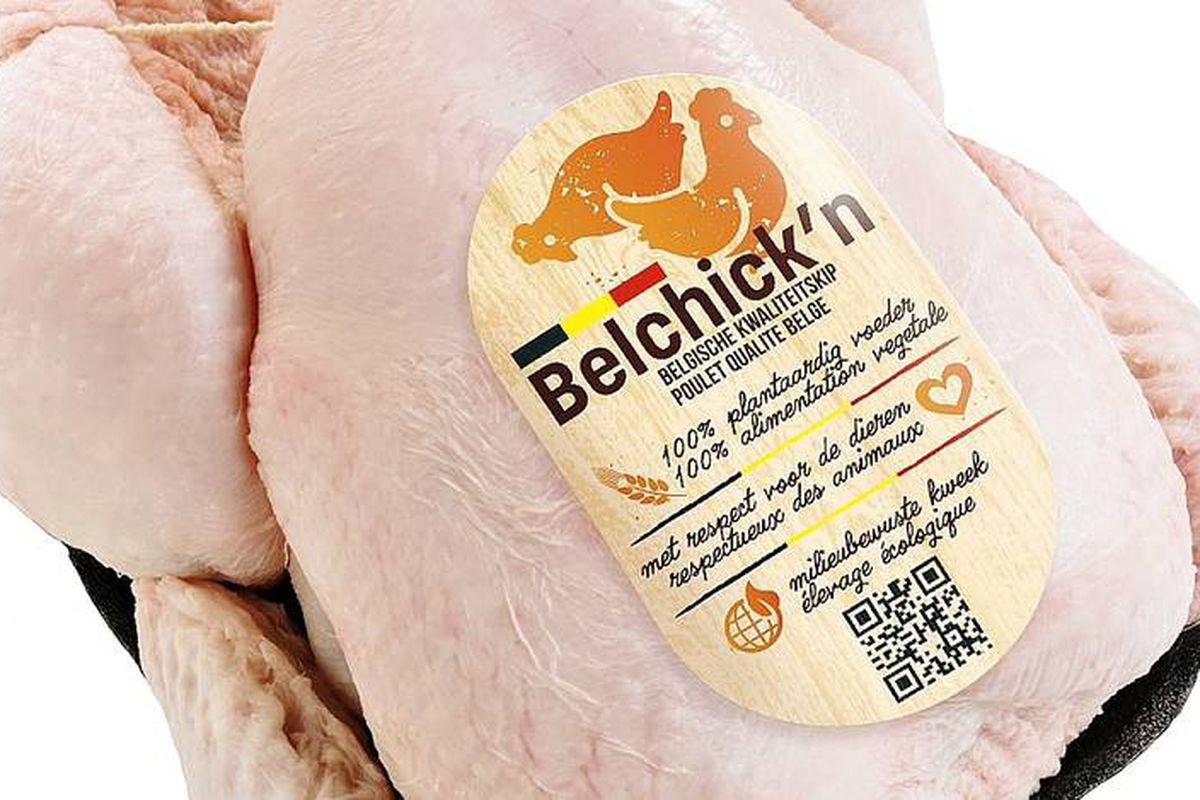 Belchick'n
BELGISCHE KWALITEITSKIP
POULET QUALITE BELGE
100% plantaardig voeder
100% alimentation vegetale
met respect voor de dieren
respectueux des animaux
milieubewuste kweek
élevage écologique